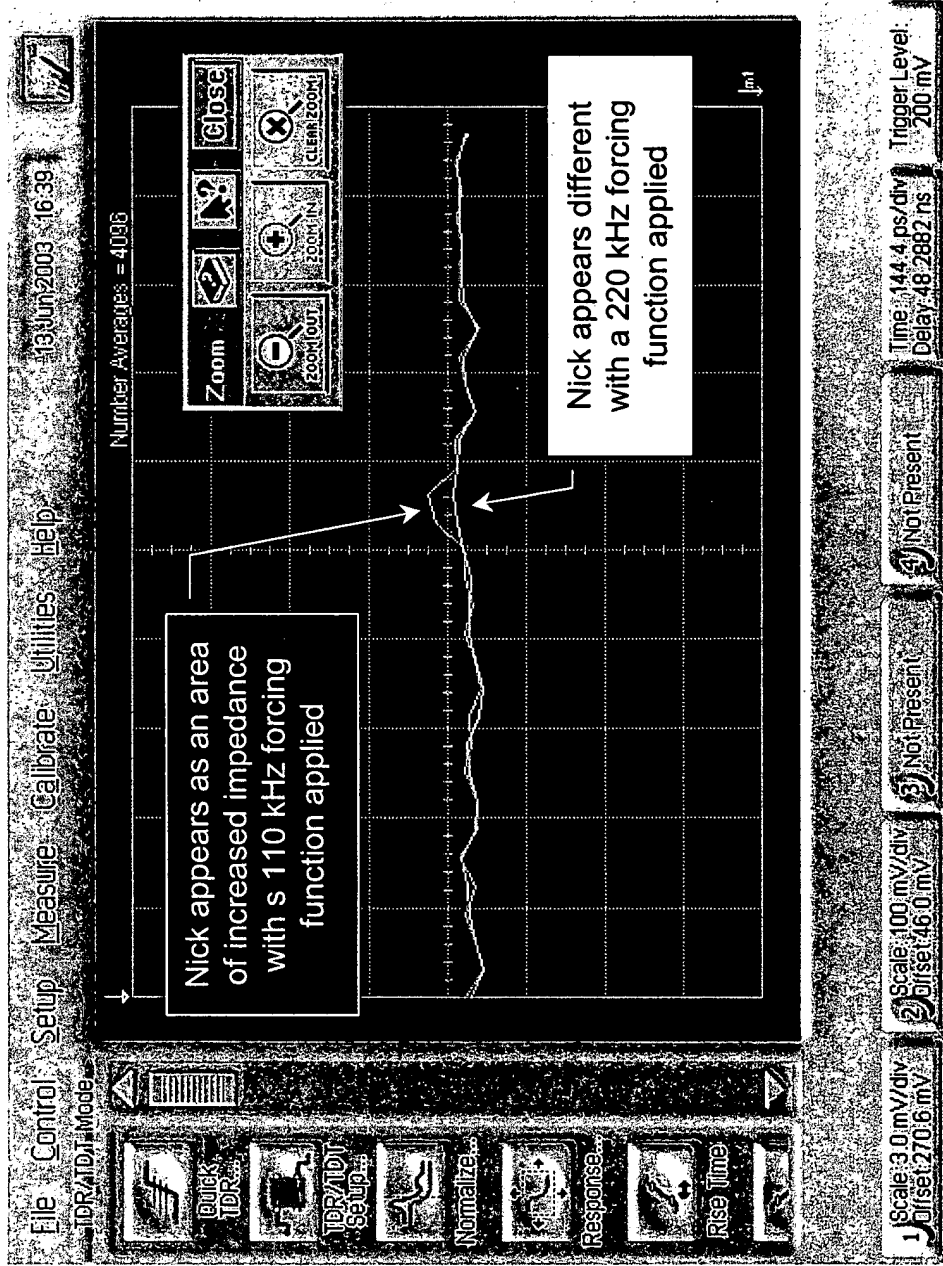 File Control Setup Measure Calibrate Utilities Help 13 Jun 2003 16:39
TDR/TDT Mode
Number Averages = 4096
Quick
TDR...
TDR/TDT
Setup...
Normalize...
Response...
Rise Time
Nick appears as an area
of increased impedance
with s 110 kHz forcing
function applied
Zoom
Close
ZOOM OUT
ZOOM IN
CLEAR ZOOM
Nick appears different
with a 220 kHz forcing
function applied
1) Scale: 3.0 mV/div
Offset: 270.6 mV
2) Scale: 100 mV/div
Offset: 46.0 mV
3) Not Present
4) Not Present
Time: 144.4 ps/div
Delay: 48.2882 ns
Trigger Level:
200 mV